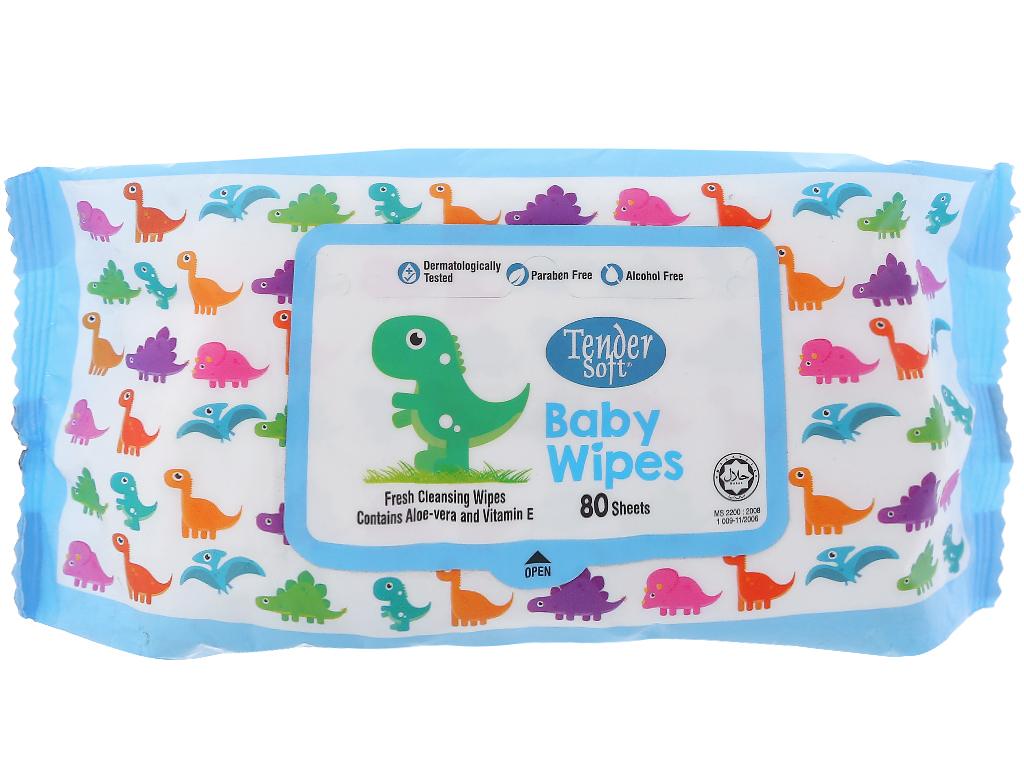 Dermatologically
Tested
Paraben Free
Alcohol Free
Tender
Soft®
Baby
Wipes
80 Sheets
Fresh Cleansing Wipes
Contains Aloe-vera and Vitamin E
حلال
MS 2200 : 2008
1 009-11/2006
OPEN